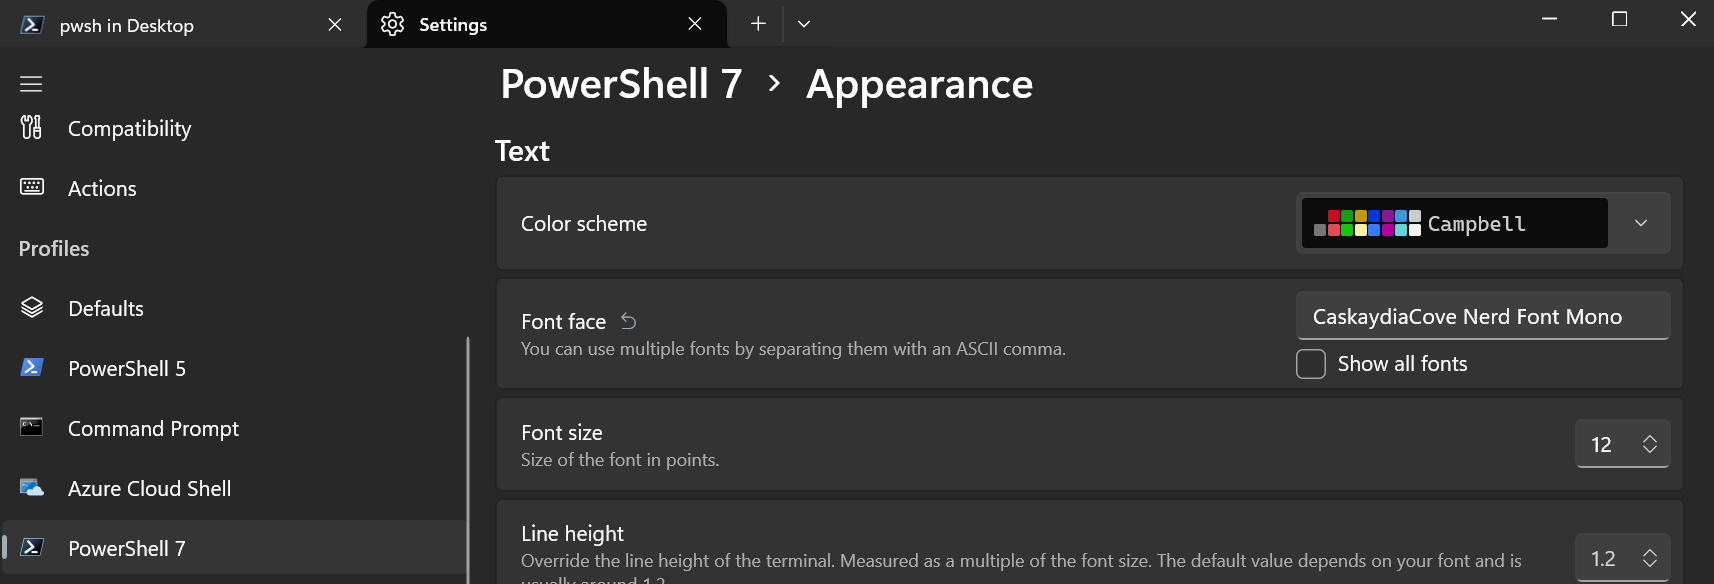 pwsh in Desktop
Settings
Compatibility
Actions
Profiles
Defaults
PowerShell 5
Command Prompt
Azure Cloud Shell
PowerShell 7
PowerShell 7 › Appearance
Text
Color scheme
Campbell
Font face
You can use multiple fonts by separating them with an ASCII comma.
CaskaydiaCove Nerd Font Mono
Show all fonts
Font size
Size of the font in points.
12
Line height
Override the line height of the terminal. Measured as a multiple of the font size. The default value depends on your font and is
usually around 1.2
1.2